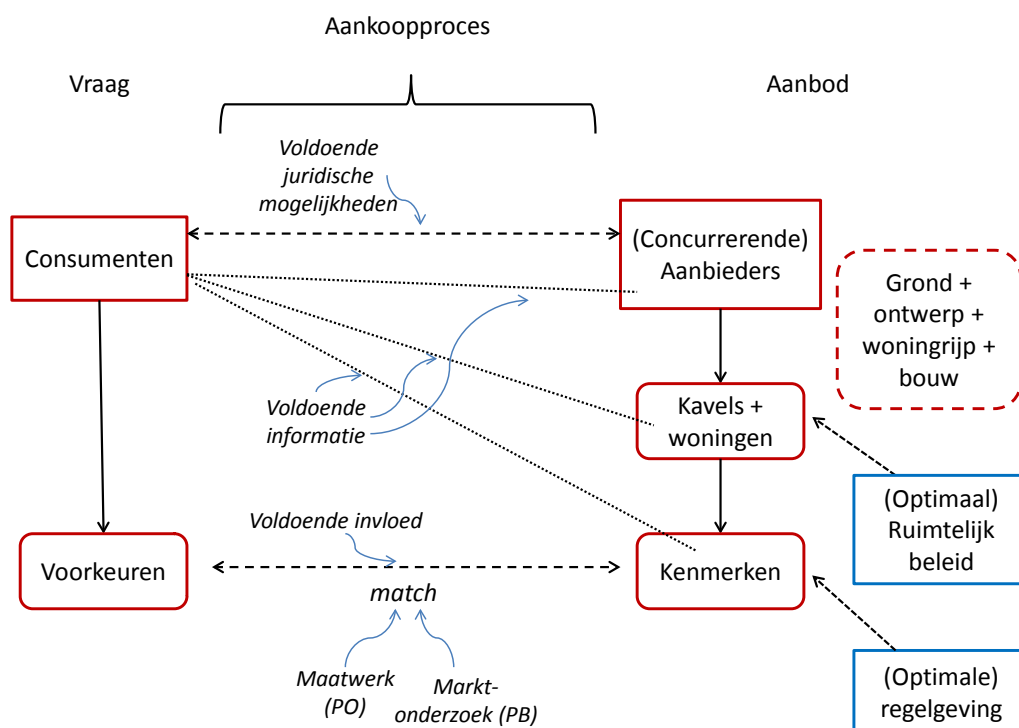 Aankoopproces
Vraag
Aanbod
Voldoende
juridische
mogelijkheden
Consumenten
(Concurrerende)
Aanbieders
Grond +
ontwerp +
woningrijp +
bouw
Voldoende
informatie
Kavels +
woningen
(Optimaal)
Ruimtelijk
beleid
Voldoende invloed
Voorkeuren
Kenmerken
match
Maatwerk
(PO)
Markt-
onderzoek (PB)
(Optimale)
regelgeving